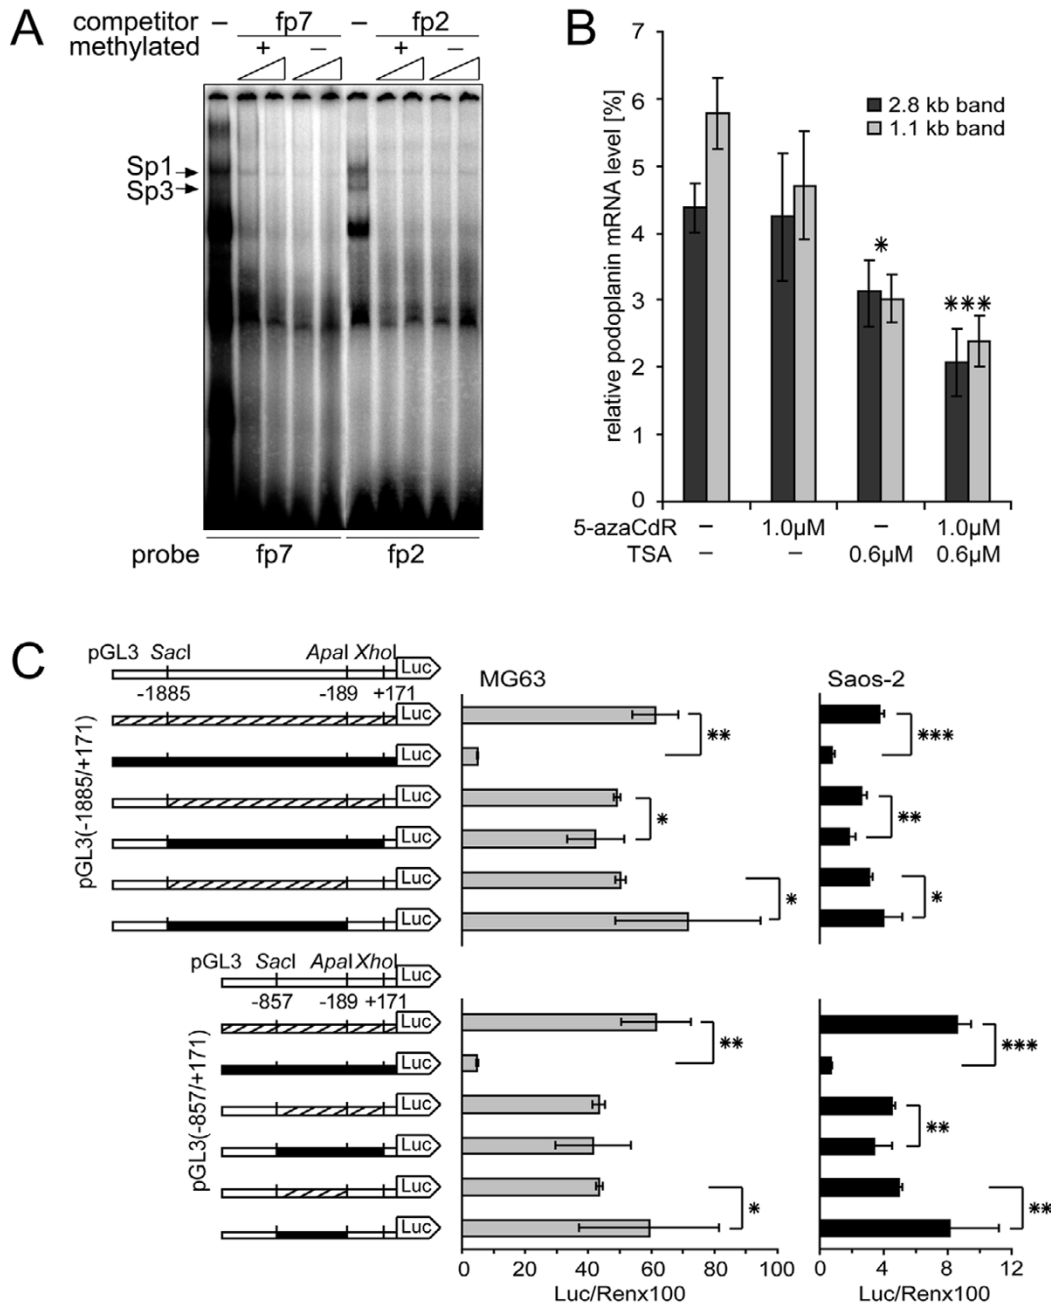 A
competitor – fp7 – fp2
methylated + – + –
Sp1
Sp3
probe fp7 fp2
B
relative podoplanin mRNA level [%]
7
6
5
4
3
2
1
0
2.8 kb band
1.1 kb band
*
***
5-azaCdR – 1.0µM – 1.0µM
TSA – – 0.6µM 0.6µM
C
pGL3 SacI ApaI XhoI Luc
-1885 -189 +171
pGL3(-1885/+171)
Luc
Luc
Luc
Luc
Luc
Luc
MG63
**
*
*
Saos-2
***
**
*
pGL3 SacI ApaI XhoI Luc
-857 -189 +171
pGL3(-857/+171)
Luc
Luc
Luc
Luc
Luc
Luc
**
*
***
**
**
0 20 40 60 80 100
Luc/Renx100
0 4 8 12
Luc/Renx100